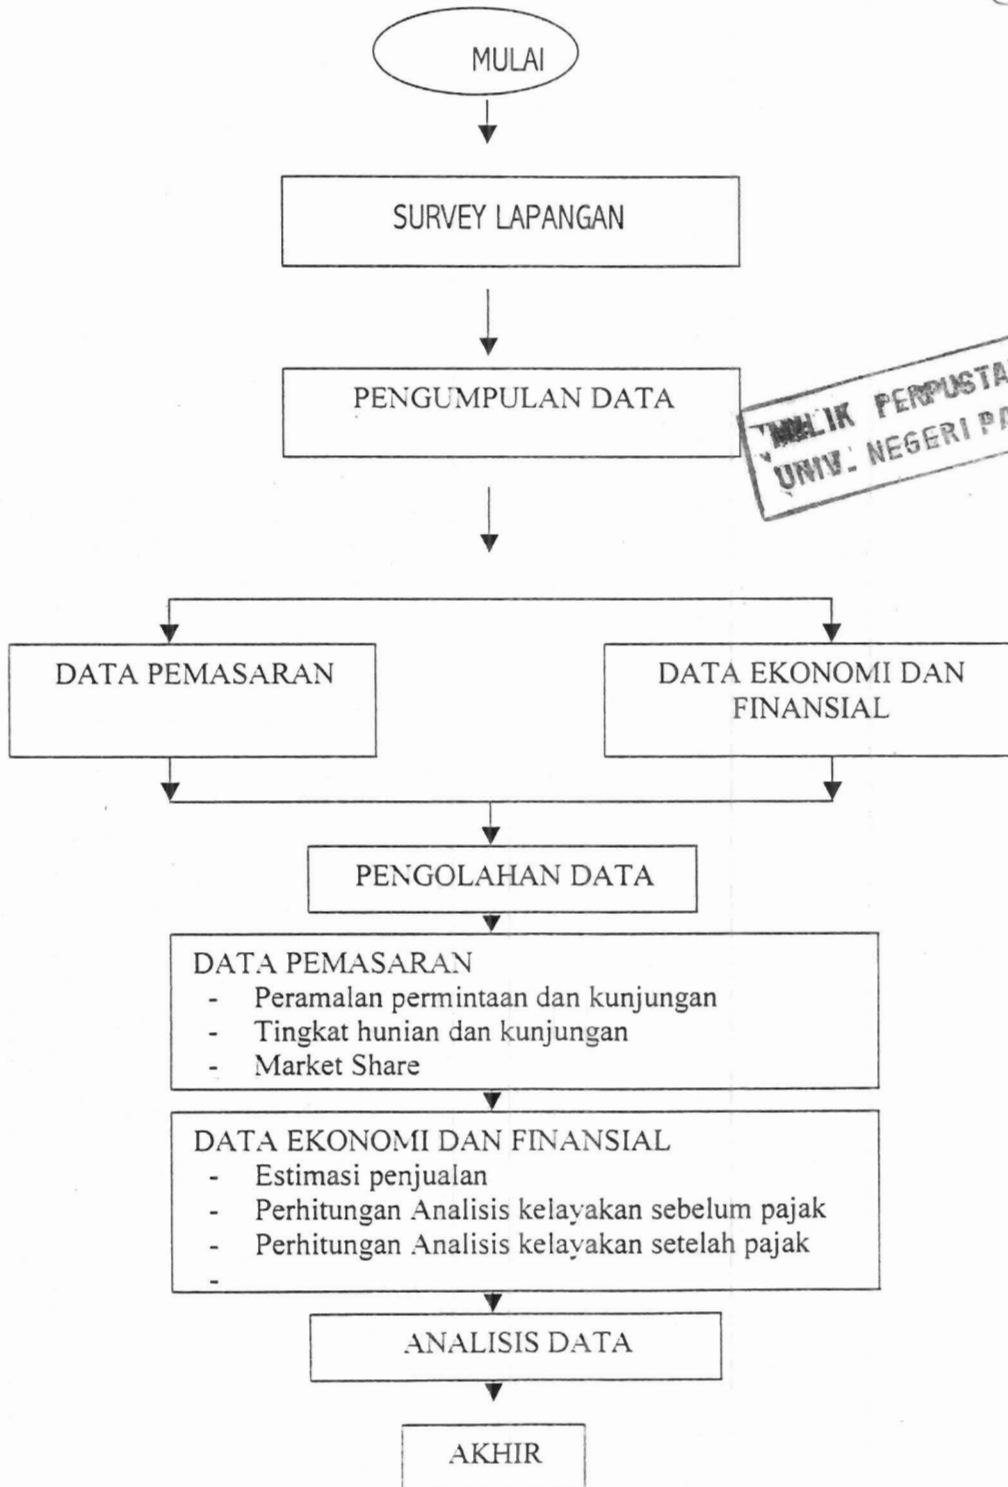 MULAI
SURVEY LAPANGAN
PENGUMPULAN DATA
MILIK PERPUSTA
UNIV. NEGERI PA
DATA PEMASARAN
DATA EKONOMI DAN
FINANSIAL
PENGOLAHAN DATA
DATA PEMASARAN
- Peramalan permintaan dan kunjungan
- Tingkat hunian dan kunjungan
- Market Share
DATA EKONOMI DAN FINANSIAL
- Estimasi penjualan
- Perhitungan Analisis kelayakan sebelum pajak
- Perhitungan Analisis kelayakan setelah pajak
-
ANALISIS DATA
AKHIR